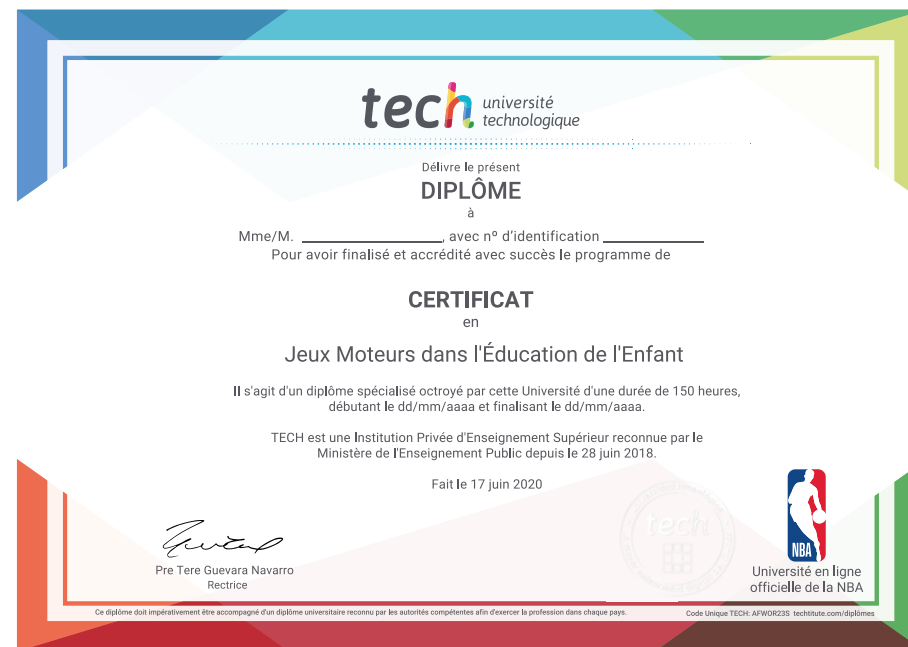 tech université
technologique
Délivre le présent
DIPLÔME
à
Mme/M. ____________________, avec nº d'identification ______________
Pour avoir finalisé et accrédité avec succès le programme de
CERTIFICAT
en
Jeux Moteurs dans l'Éducation de l'Enfant
Il s'agit d'un diplôme spécialisé octroyé par cette Université d'une durée de 150 heures,
débutant le dd/mm/aaaa et finalisant le dd/mm/aaaa.
TECH est une Institution Privée d'Enseignement Supérieur reconnue par le
Ministère de l'Enseignement Public depuis le 28 juin 2018.
Fait le 17 juin 2020
tech
NBA
Pre Tere Guevara Navarro
Rectrice
Université en ligne
officielle de la NBA
Ce diplôme doit impérativement être accompagné d'un diplôme universitaire reconnu par les autorités compétentes afin d'exercer la profession dans chaque pays.
Code Unique TECH: AFWOR23S techtitute.com/diplômes